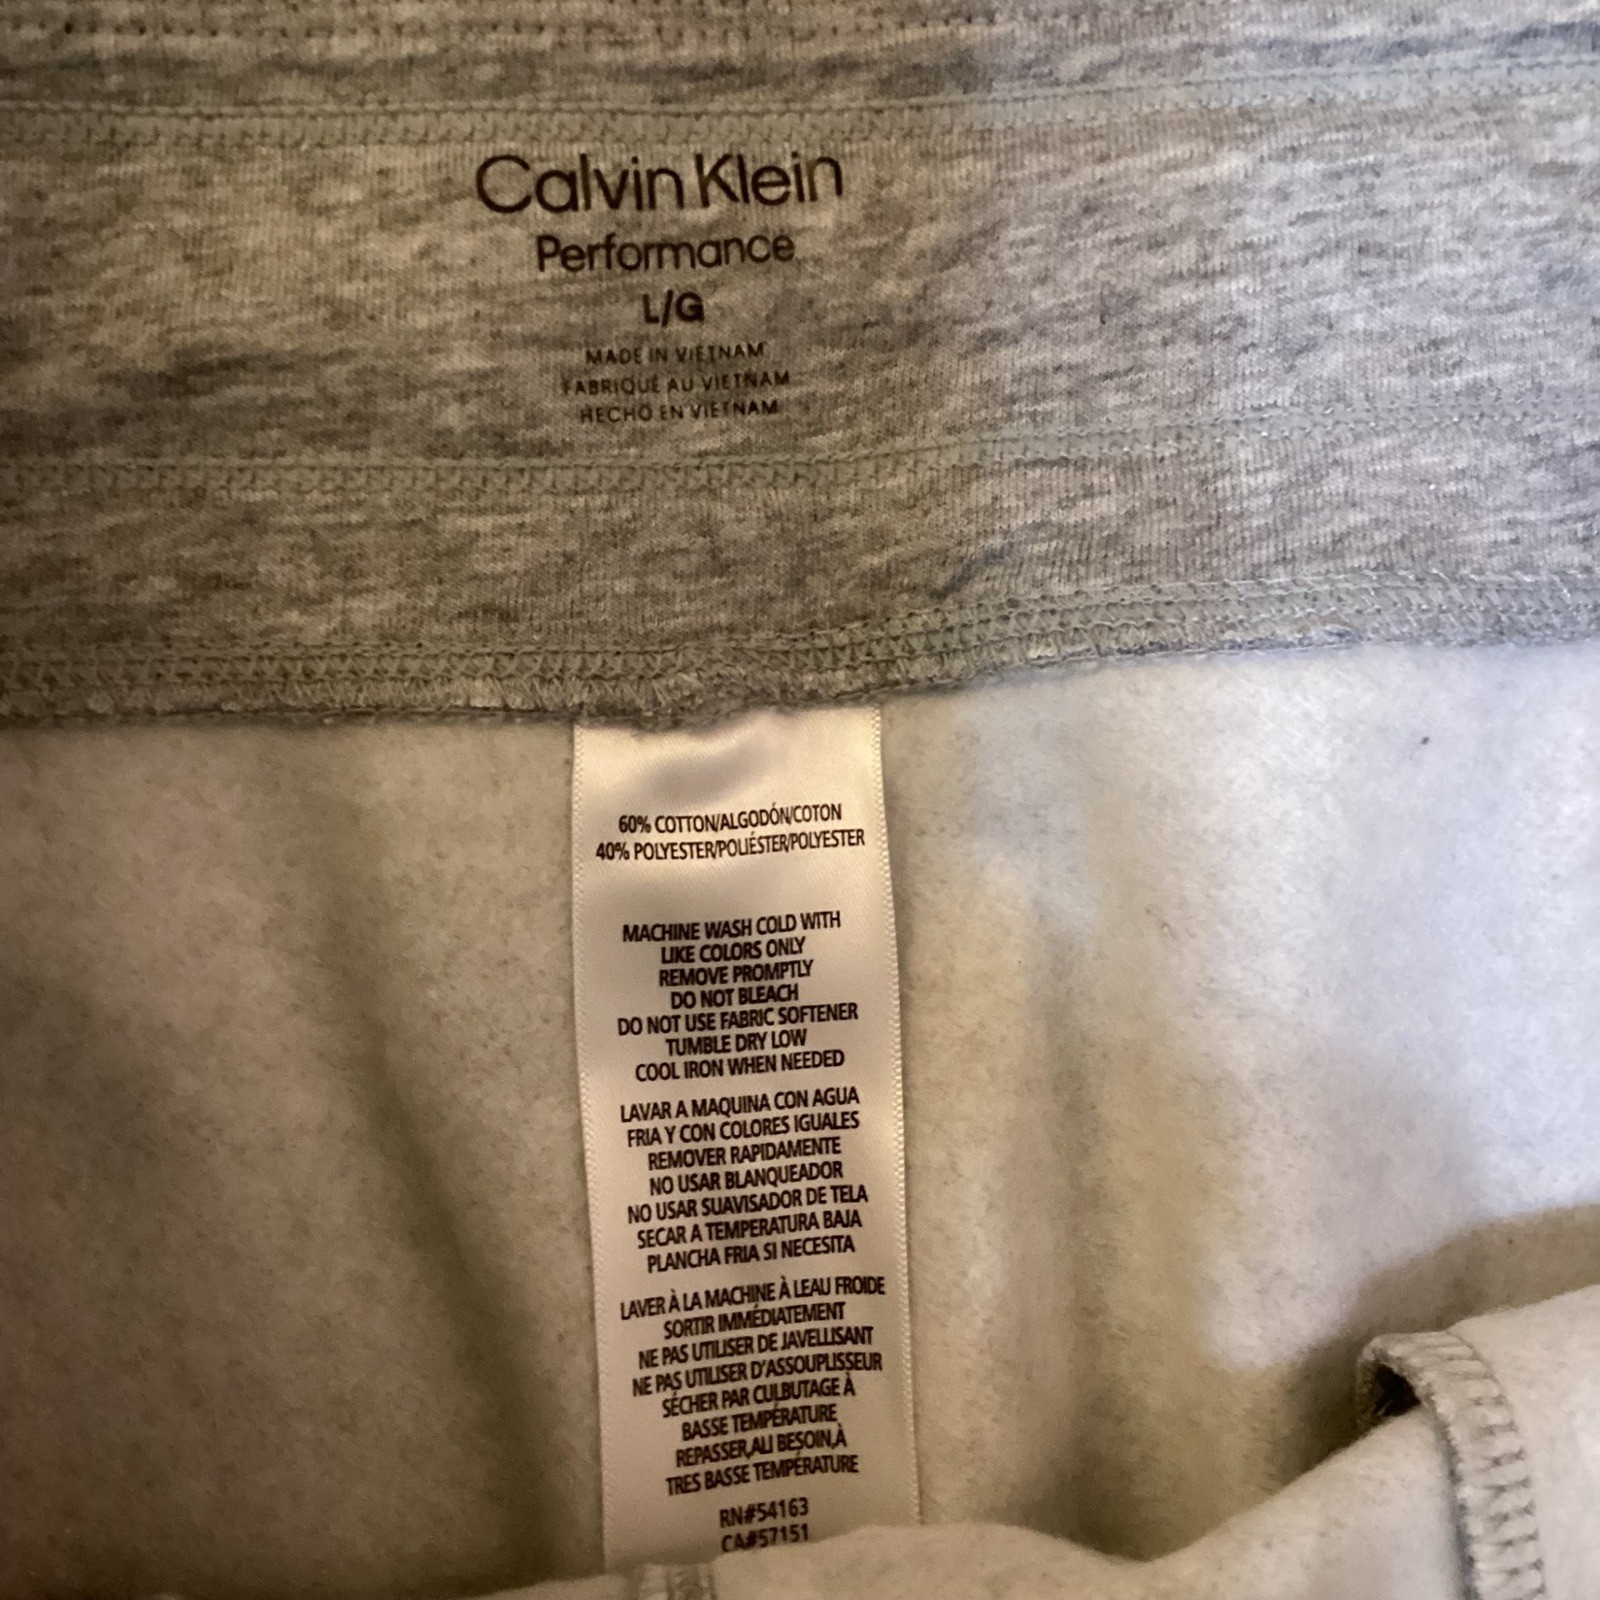 Calvin Klein
Performance
L/G
MADE IN VIETNAM
FABRIQUÉ AU VIETNAM
HECHO EN VIETNAM
60% COTTON/ALGODÓN/COTON
40% POLYESTER/POLIÉSTER/POLYESTER
MACHINE WASH COLD WITH
LIKE COLORS ONLY
REMOVE PROMPTLY
DO NOT BLEACH
DO NOT USE FABRIC SOFTENER
TUMBLE DRY LOW
COOL IRON WHEN NEEDED
LAVAR A MAQUINA CON AGUA
FRIA Y CON COLORES IGUALES
REMOVER RAPIDAMENTE
NO USAR BLANQUEADOR
NO USAR SUAVISADOR DE TELA
SECAR A TEMPERATURA BAJA
PLANCHA FRIA SI NECESITA
LAVER À LA MACHINE À LEAU FROIDE
SORTIR IMMÉDIATEMENT
NE PAS UTILISER DE JAVELLISANT
NE PAS UTILISER D'ASSOUPLISSEUR
SÉCHER PAR CULBUTAGE À
BASSE TEMPÉRATURE
REPASSER,AU BESOIN,À
TRES BASSE TEMPÉRATURE
RN#54163
CA#57151